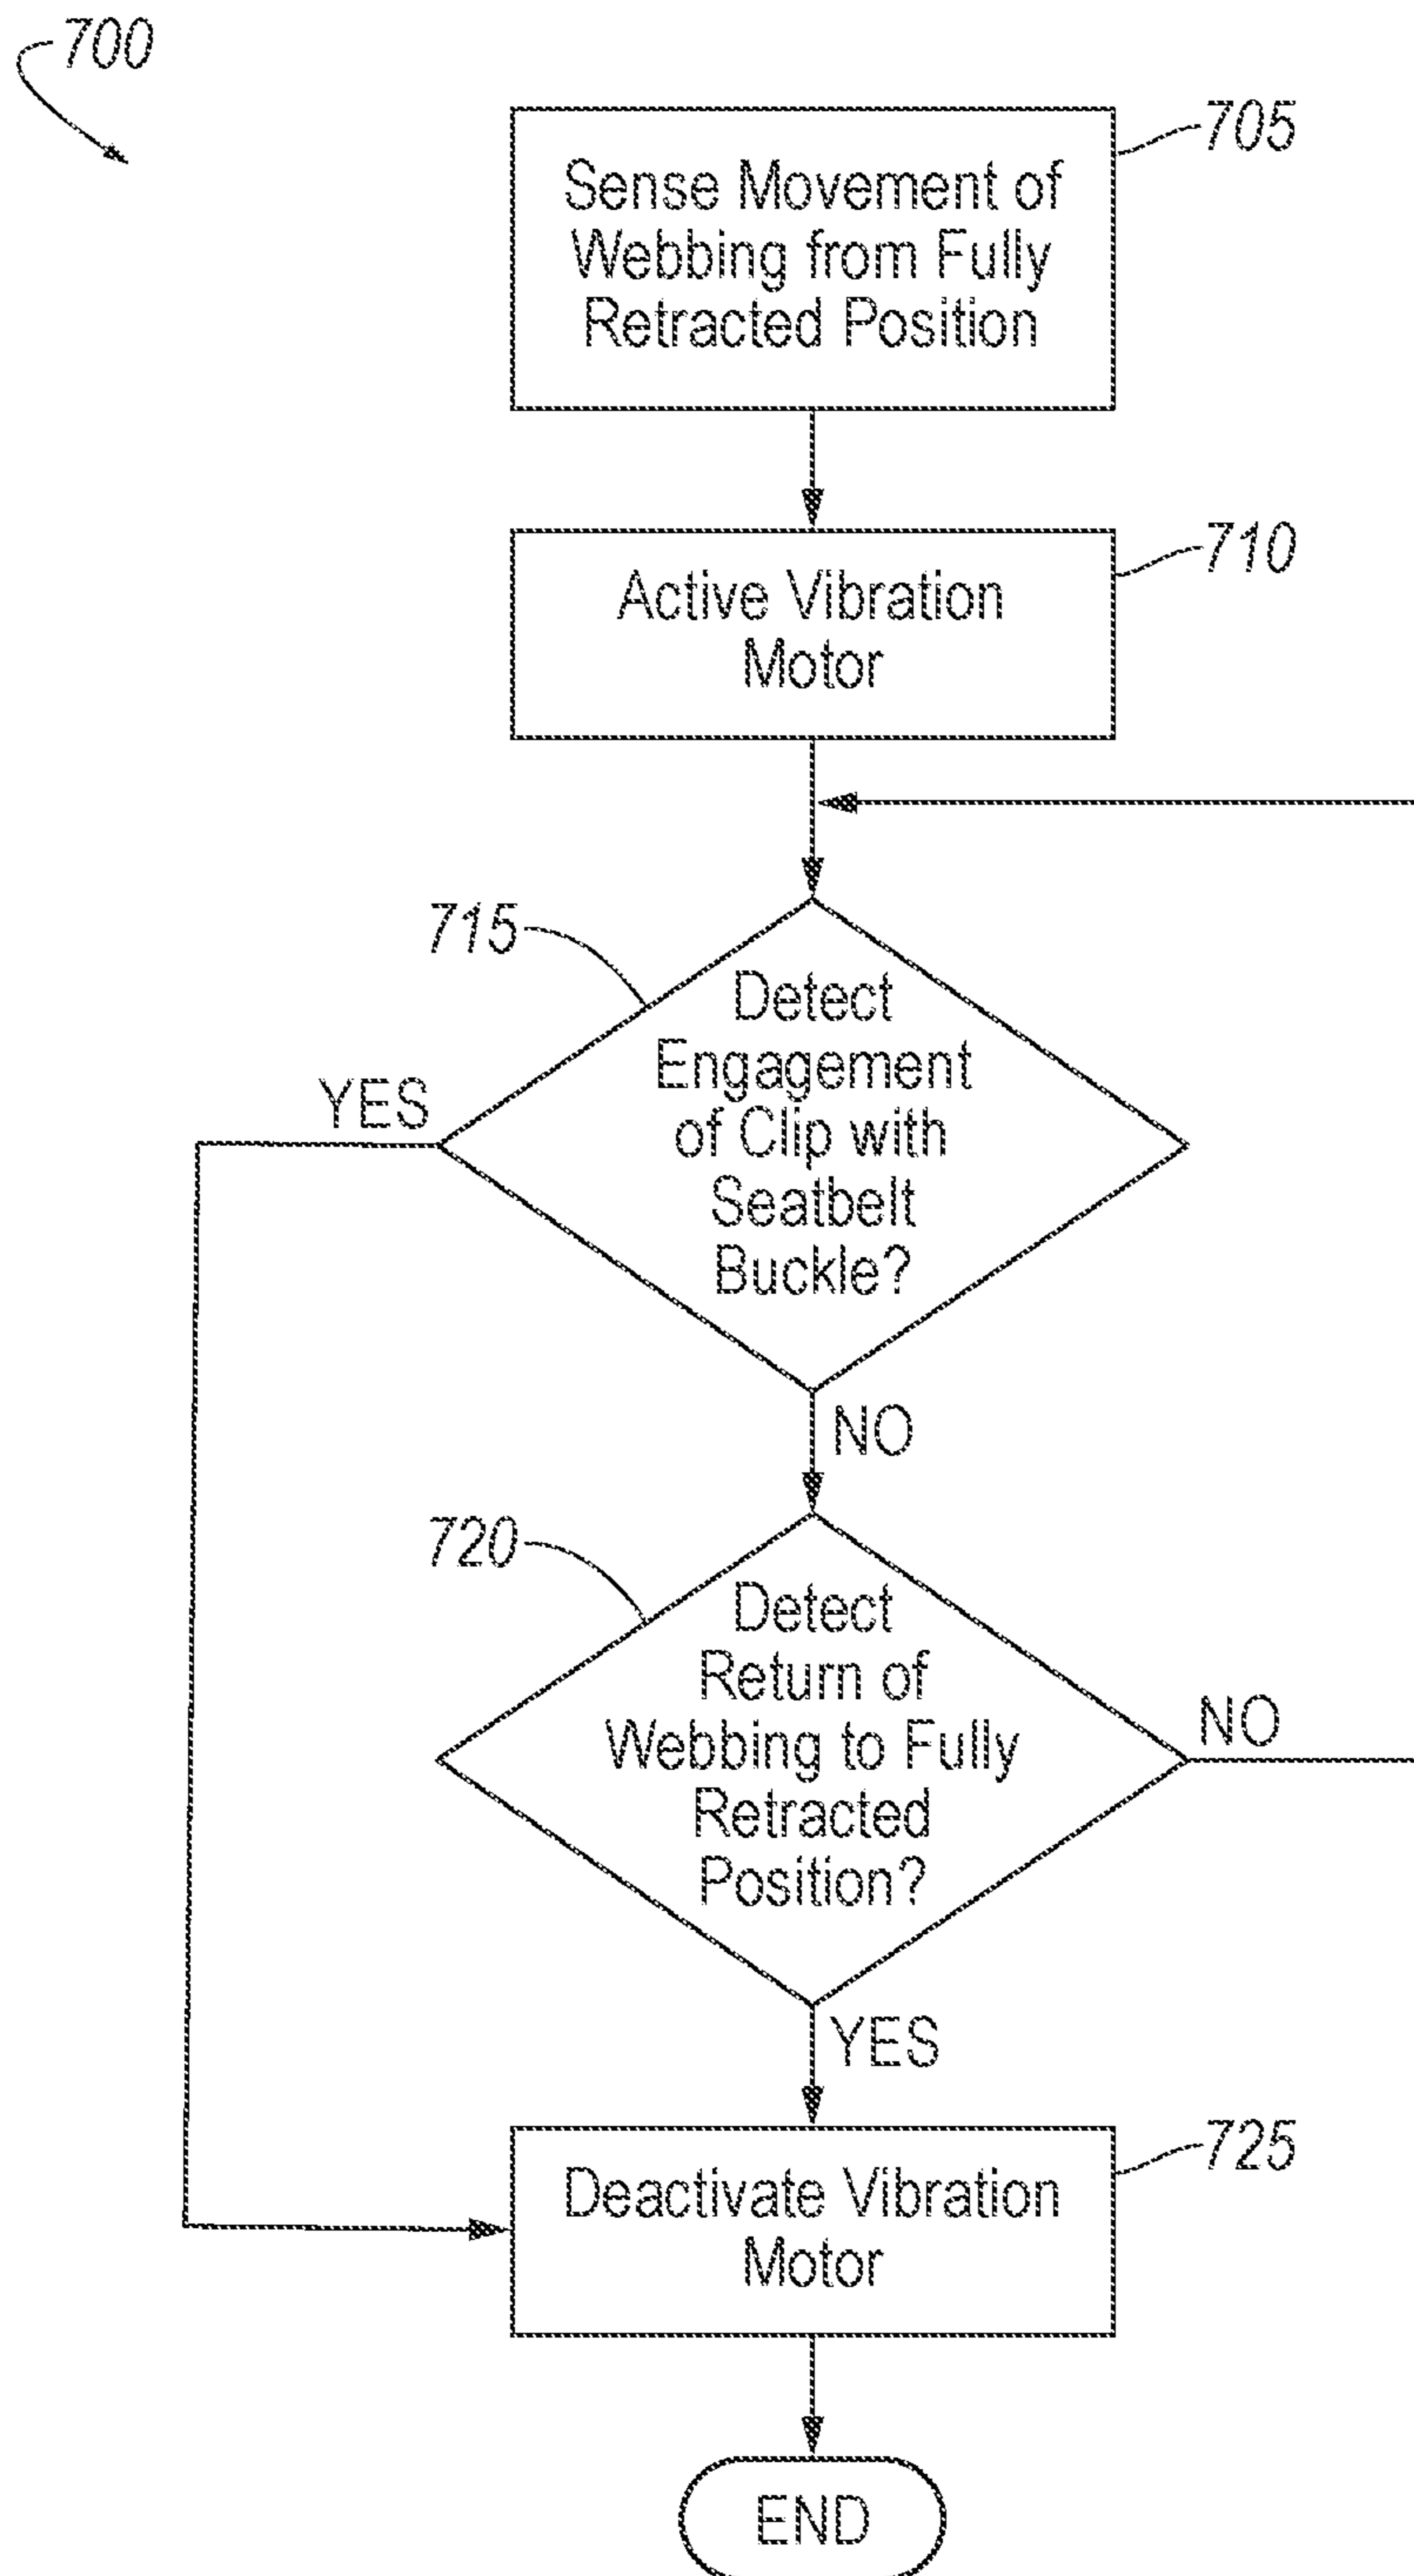 700
705
Sense Movement of
Webbing from Fully
Retracted Position
710
Active Vibration
Motor
715
Detect
Engagement
of Clip with
Seatbelt
Buckle?
YES
NO
720
Detect
Return of
Webbing to Fully
Retracted
Position?
NO
YES
725
Deactivate Vibration
Motor
END